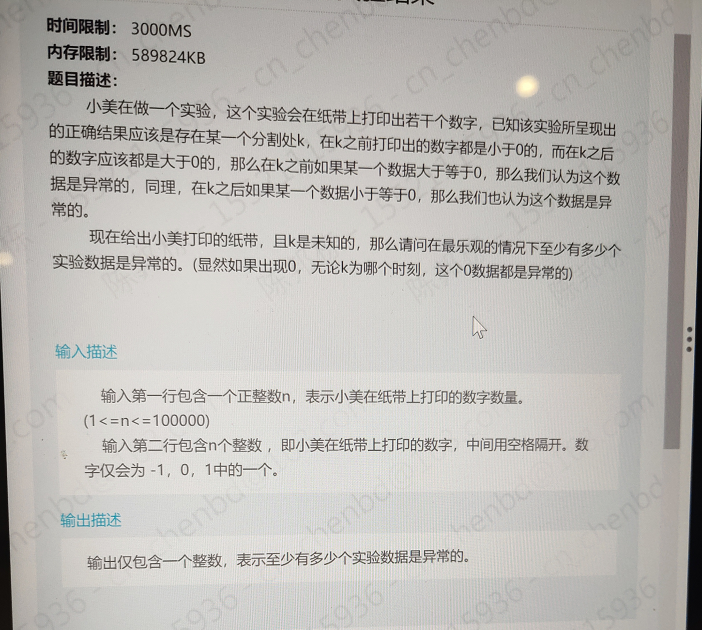 时间限制： 3000MS
内存限制： 589824KB
题目描述：
小美在做一个实验，这个实验会在纸带上打印出若干个数字，已知该实验所呈现出
的正确结果应该是存在某一个分割处k，在k之前打印出的数字都是小于0的，而在k之后
的数字应该都是大于0的，那么在k之前如果某一个数据大于等于0，那么我们认为这个数
据是异常的，同理，在k之后如果某一个数据小于等于0，那么我们也认为这个数据是异
常的。
现在给出小美打印的纸带，且k是未知的，那么请问在最乐观的情况下至少有多少个
实验数据是异常的。(显然如果出现0，无论k为哪个时刻，这个0数据都是异常的)
输入描述
输入第一行包含一个正整数n，表示小美在纸带上打印的数字数量。
(1<=n<=100000)
输入第二行包含n个整数 ，即小美在纸带上打印的数字，中间用空格隔开。数
字仅会为 -1，0，1中的一个。
输出描述
输出仅包含一个整数，表示至少有多少个实验数据是异常的。